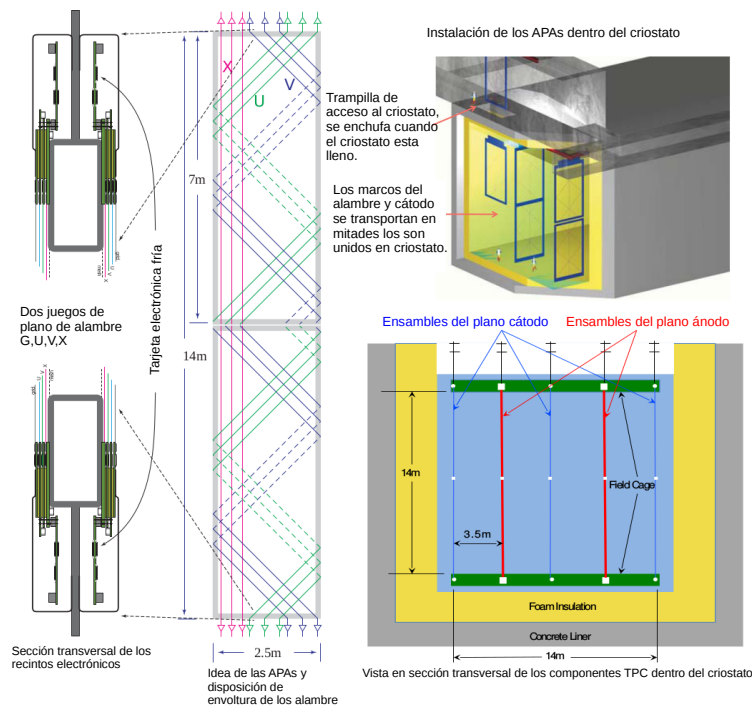 Instalación de los APAs dentro del criostato
X
V
U
Trampilla de
acceso al criostato,
se enchufa cuando
el criostato esta
lleno.
7m
Los marcos del
alambre y cátodo
se transportan en
mitades los son
unidos en criostato.
Dos juegos de
plano de alambre
G,U,V,X
Tarjeta electrónica fría
14m
Ensambles del plano cátodo
Ensambles del plano ánodo
14m
Field Cage
3.5m
Foam Insulation
Concrete Liner
14m
Sección transversal de los
recintos electrónicos
2.5m
Idea de las APAs y
disposición de
envoltura de los alambre
Vista en sección transversal de los componentes TPC dentro del criostato